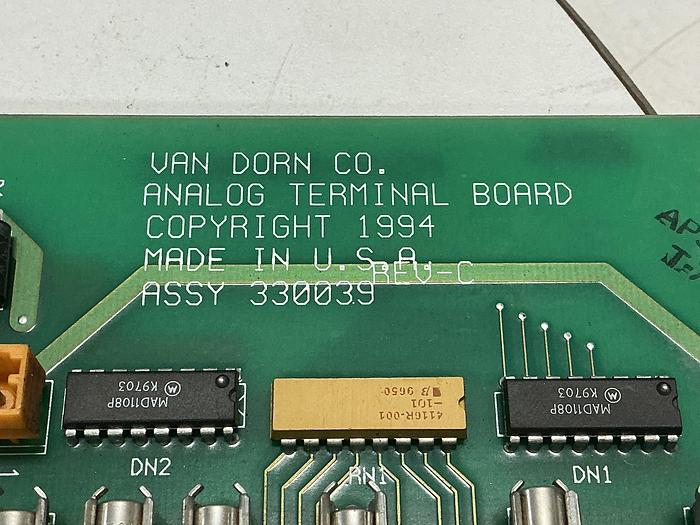 VAN DORN CO.
ANALOG TERMINAL BOARD
COPYRIGHT 1994
MADE IN U.S.A.
REV-C
ASSY 330039
AP
MAD1108P
K9703
4116R-001
-101
9650
MAD1108P
K9703
DN2
RN1
DN1